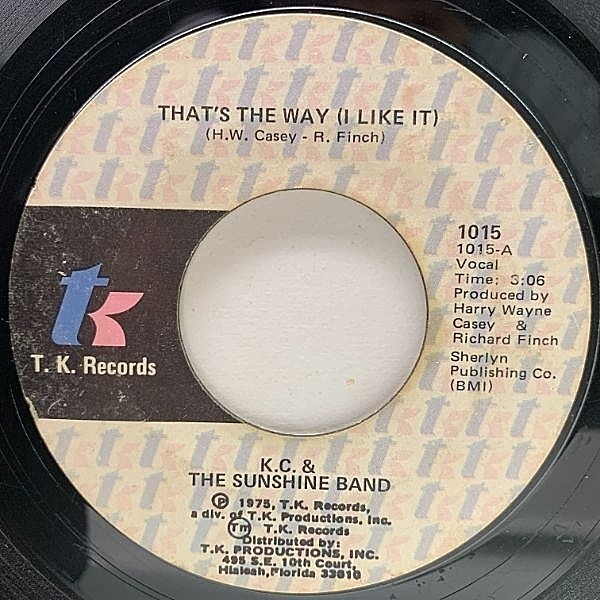 THAT'S THE WAY (I LIKE IT)
(H.W. Casey - R. Finch)
tk
T. K. Records
1015
1015-A
Vocal
Time: 3:06
Produced by
Harry Wayne
Casey &
Richard Finch
Sherlyn
Publishing Co.
(BMI)
K.C. &
THE SUNSHINE BAND
Ⓟ 1975, T.K. Records,
a div. of T.K. Productions, Inc.
Tm T.K. Records
Distributed by:
T.K. PRODUCTIONS, INC.
495 S.E. 10th Court,
Hialeah, Florida 33010